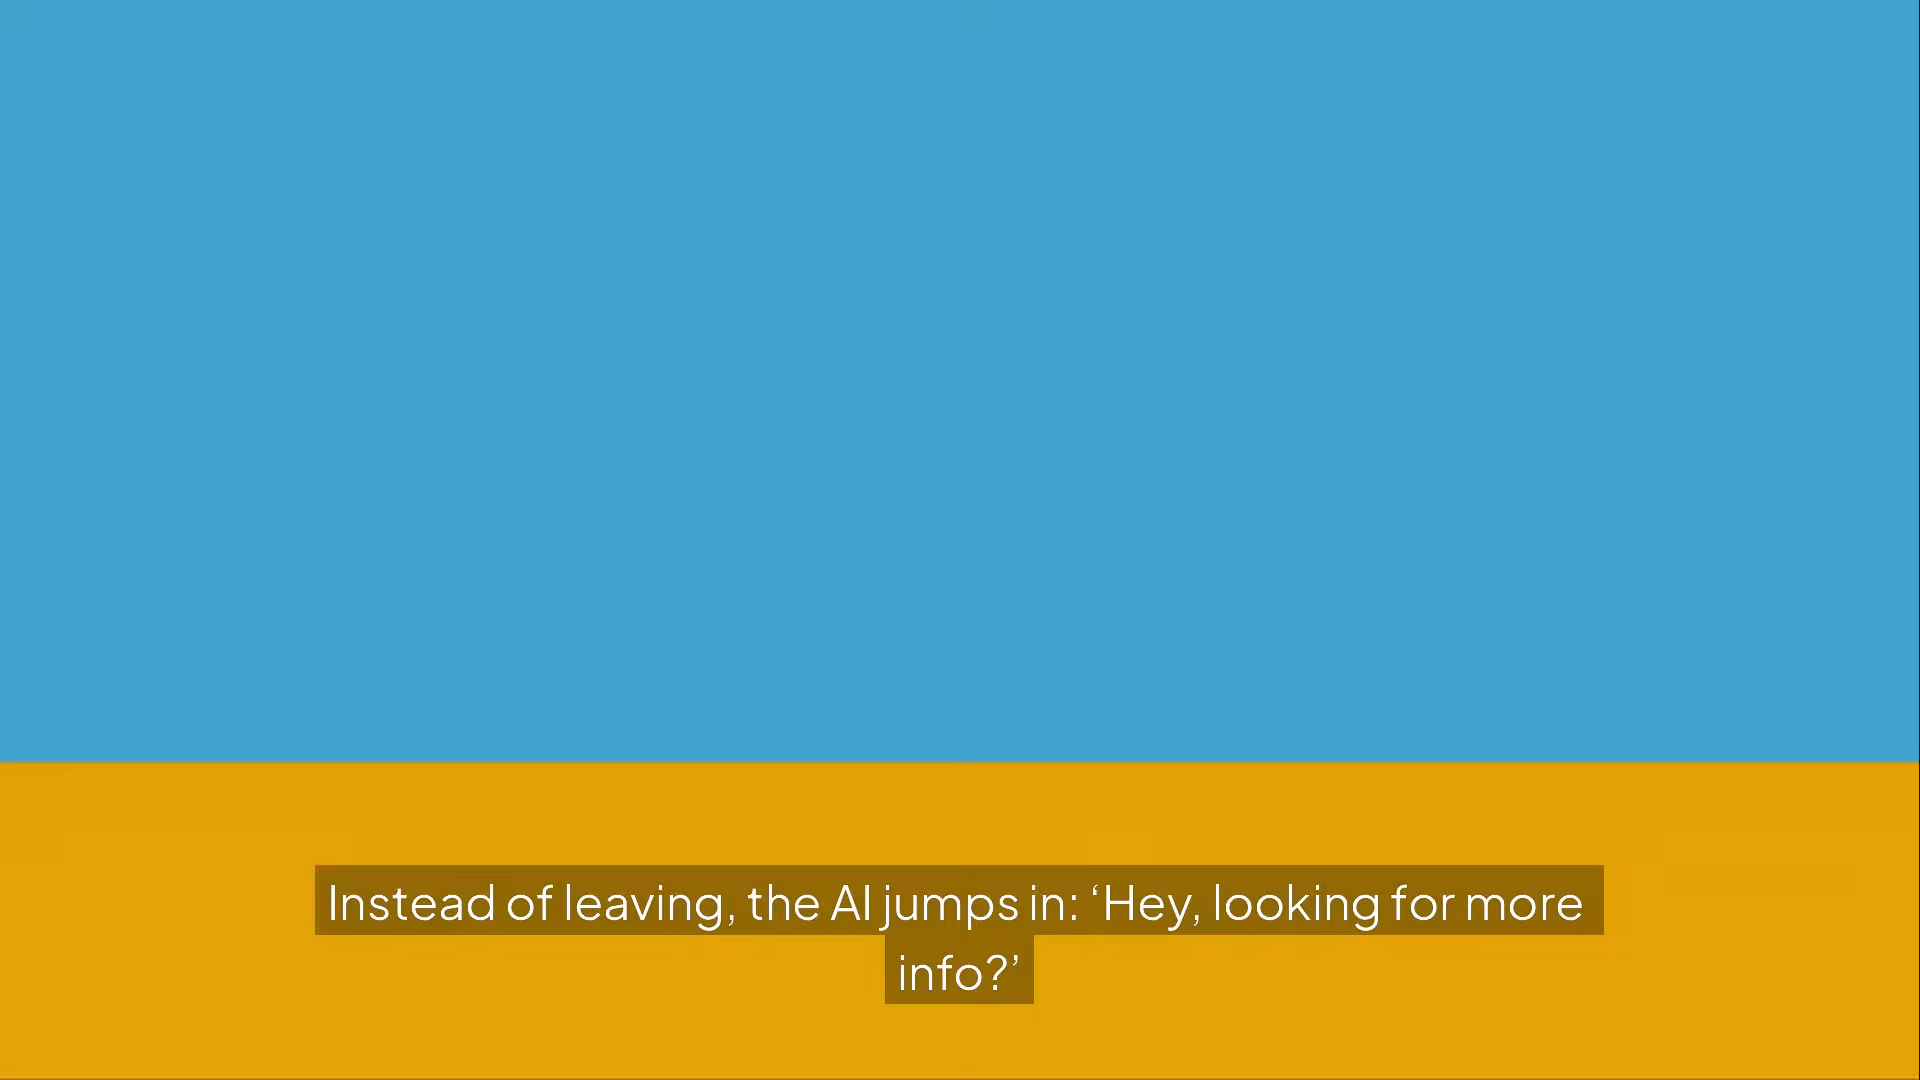 Instead of leaving, the AI jumps in: ‘Hey, looking for more
info?’